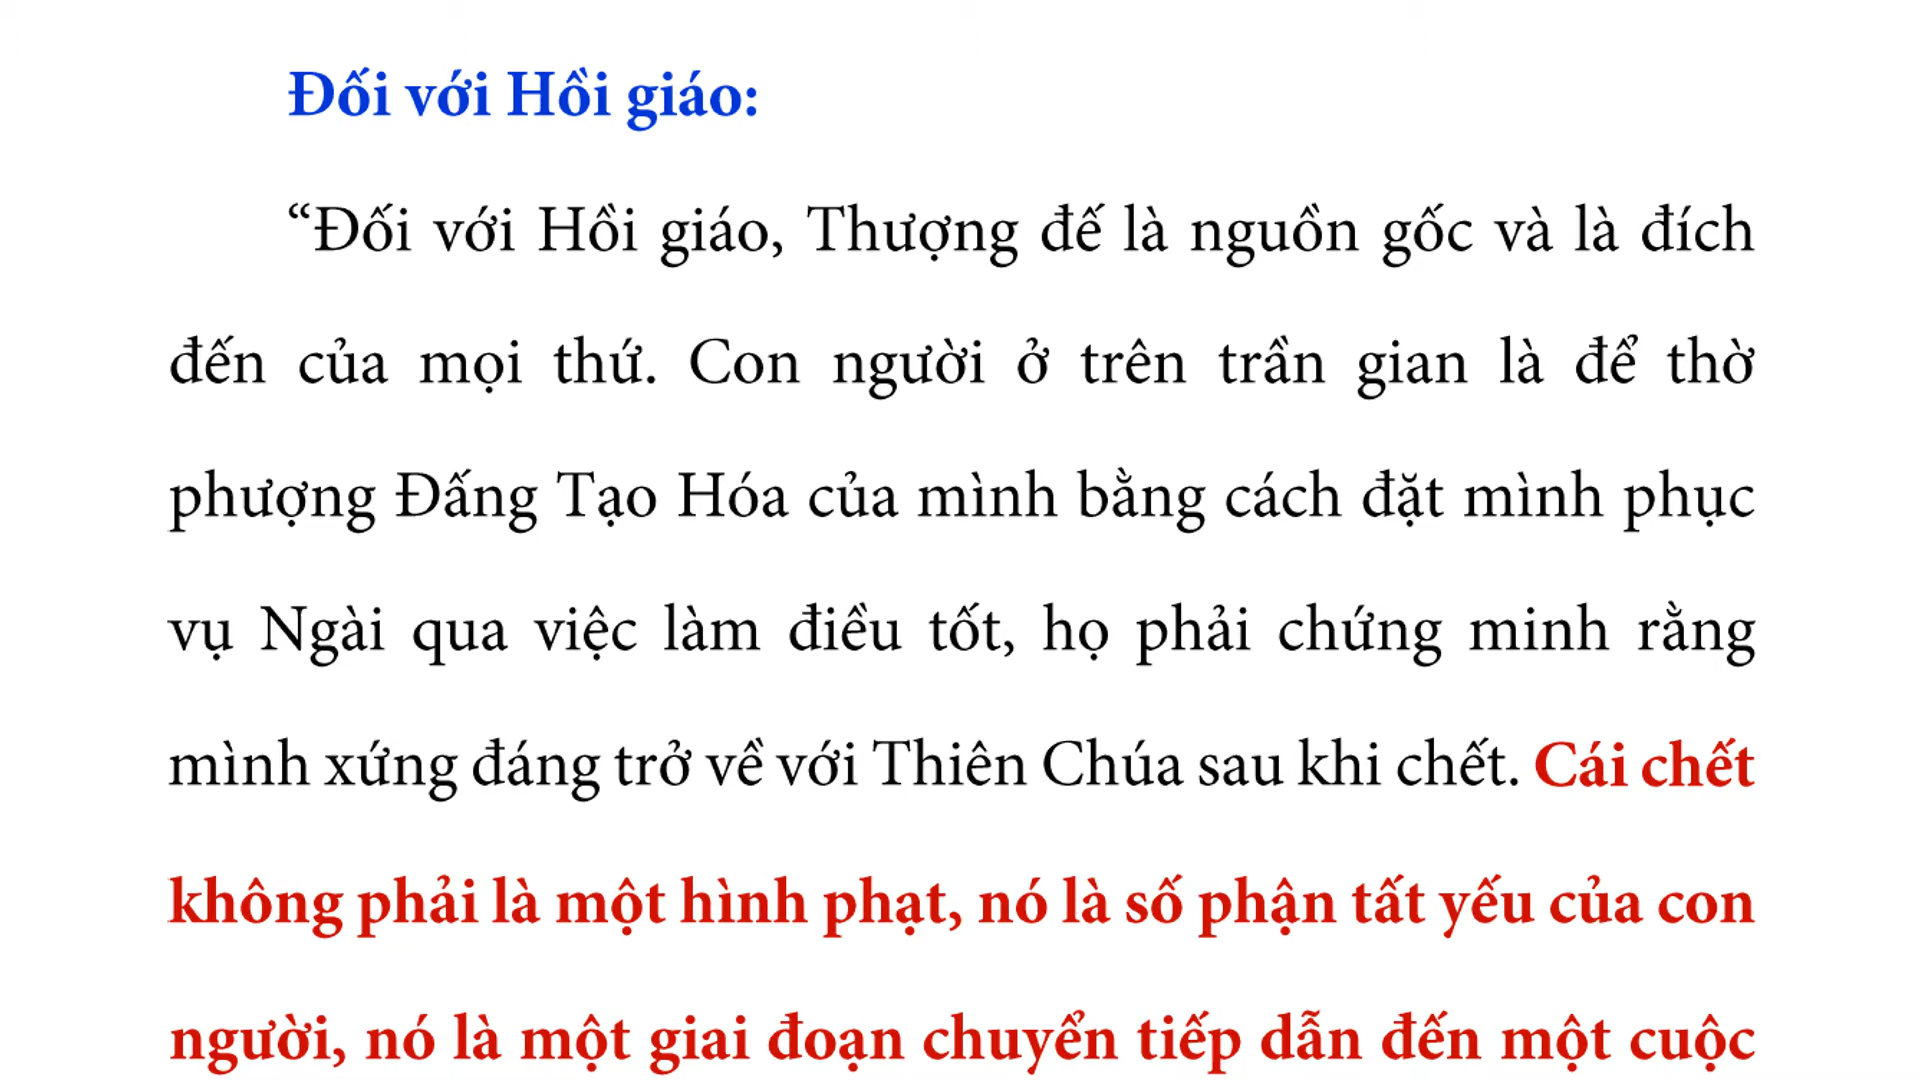 Đối với Hồi giáo:
“Đối với Hồi giáo, Thượng đế là nguồn gốc và là đích
đến của mọi thứ. Con người ở trên trần gian là để thờ
phượng Đấng Tạo Hóa của mình bằng cách đặt mình phục
vụ Ngài qua việc làm điều tốt, họ phải chứng minh rằng
mình xứng đáng trở về với Thiên Chúa sau khi chết. Cái chết
không phải là một hình phạt, nó là số phận tất yếu của con
người, nó là một giai đoạn chuyển tiếp dẫn đến một cuộc